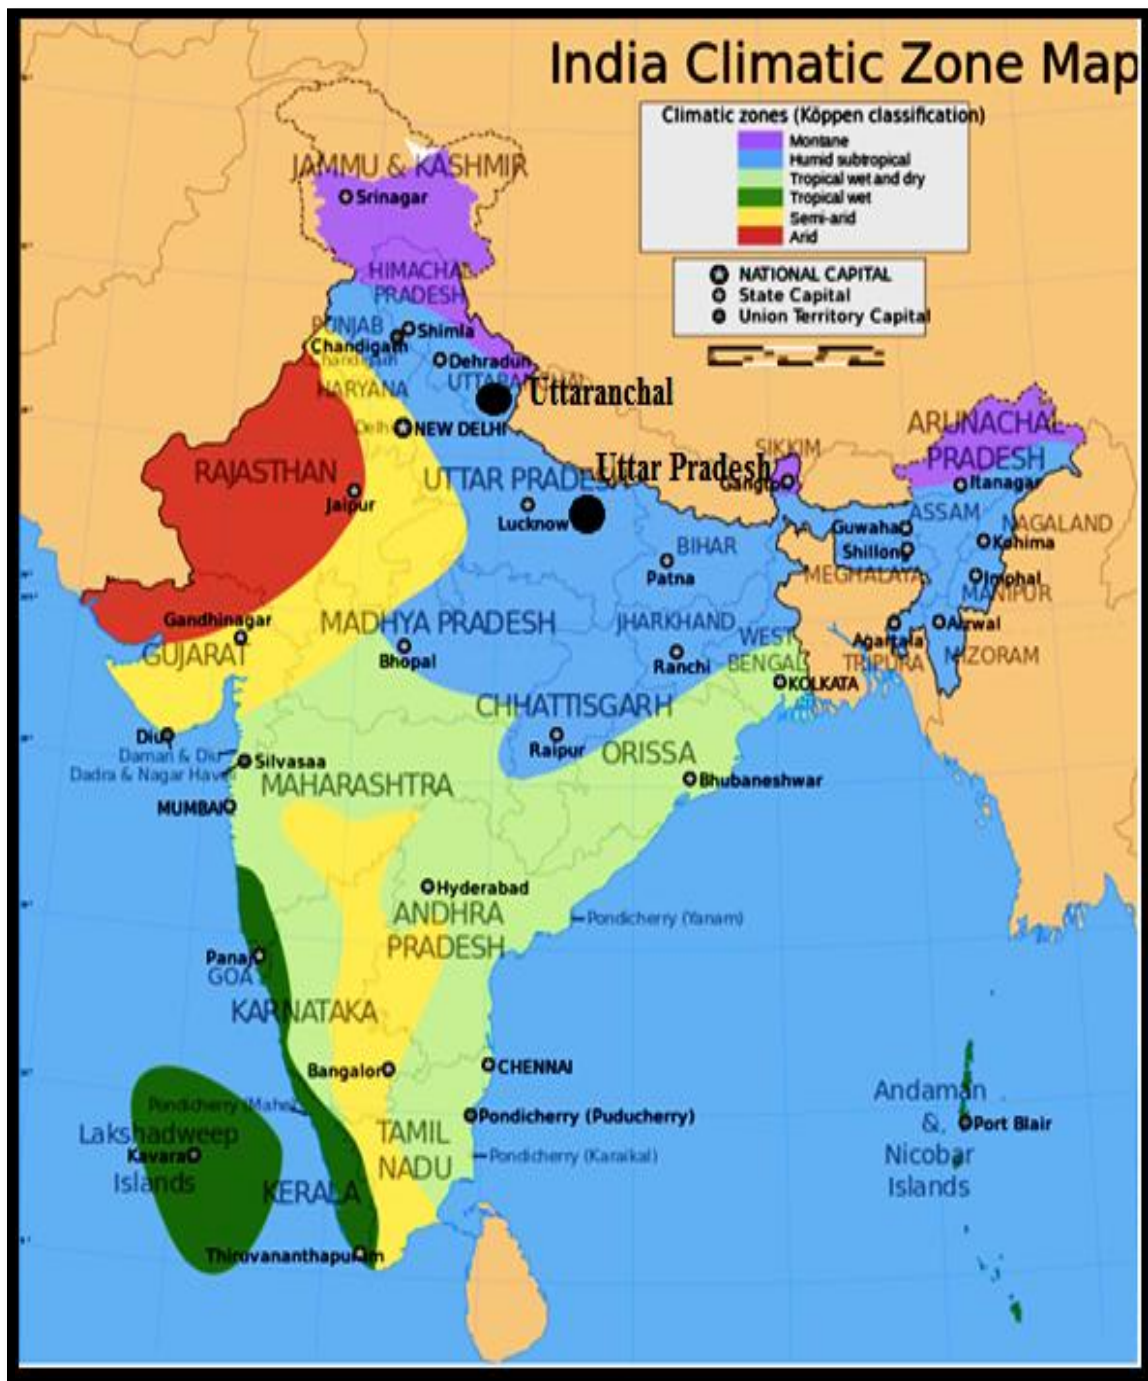 India Climatic Zone Map
Climatic zones (Köppen classification)
Montane
Humid subtropical
Tropical wet and dry
Tropical wet
Semi-arid
Arid
NATIONAL CAPITAL
State Capital
Union Territory Capital
JAMMU & KASHMIR
Srinagar
HIMACHAL
PRADESH
PUNJAB
Shimla
Chandigarh
Chandigarh
Dehradun
UTTARANCHAL
Uttaranchal
HARYANA
Delhi
NEW DELHI
ARUNACHAL
PRADESH
SIKKIM
Gangtok
Itanagar
RAJASTHAN
Jaipur
UTTAR PRADESH
Uttar Pradesh
Lucknow
ASSAM
NAGALAND
Guwaha
Kohima
Shillong
BIHAR
Patna
MEGHALAYA
Imphal
MANIPUR
Gandhinagar
GUJARAT
MADHYA PRADESH
Bhopal
JHARKHAND
Ranchi
WEST
BENGAL
KOLKATA
Agartala
TRIPURA
Aizwal
MIZORAM
CHHATTISGARH
Raipur
ORISSA
Bhubaneshwar
Diu
Daman & Diu
Dadra & Nagar Haveli
Silvasaa
MAHARASHTRA
MUMBAI
Hyderabad
ANDHRA
PRADESH
Pondicherry (Yanam)
Panaji
GOA
KARNATAKA
Bangalor
CHENNAI
Pondicherry (Mahe)
Pondicherry (Puducherry)
Lakshadweep
Kavara
Islands
TAMIL
NADU
Pondicherry (Karaikal)
KERALA
Thiruvananthapuram
Andaman
&
Nicobar
Islands
Port Blair